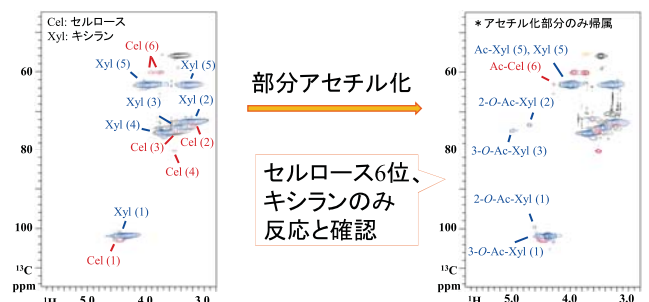 Cel: セルロース
Xyl: キシラン
Cel (6)
Xyl (5)
Xyl (5)
60
Xyl (3)
Xyl (2)
Xyl (4)
Cel (3)
Cel (2)
80
Cel (4)
Xyl (1)
100
Cel (1)
13C
ppm
1H
5.0
4.0
3.0
部分アセチル化
セルロース6位、
キシランのみ
反応と確認
*アセチル化部分のみ帰属
Ac-Xyl (5), Xyl (5)
Ac-Cel (6)
60
2-O-Ac-Xyl (2)
80
3-O-Ac-Xyl (3)
2-O-Ac-Xyl (1)
100
3-O-Ac-Xyl (1)
13C
ppm
1H
5.0
4.0
3.0